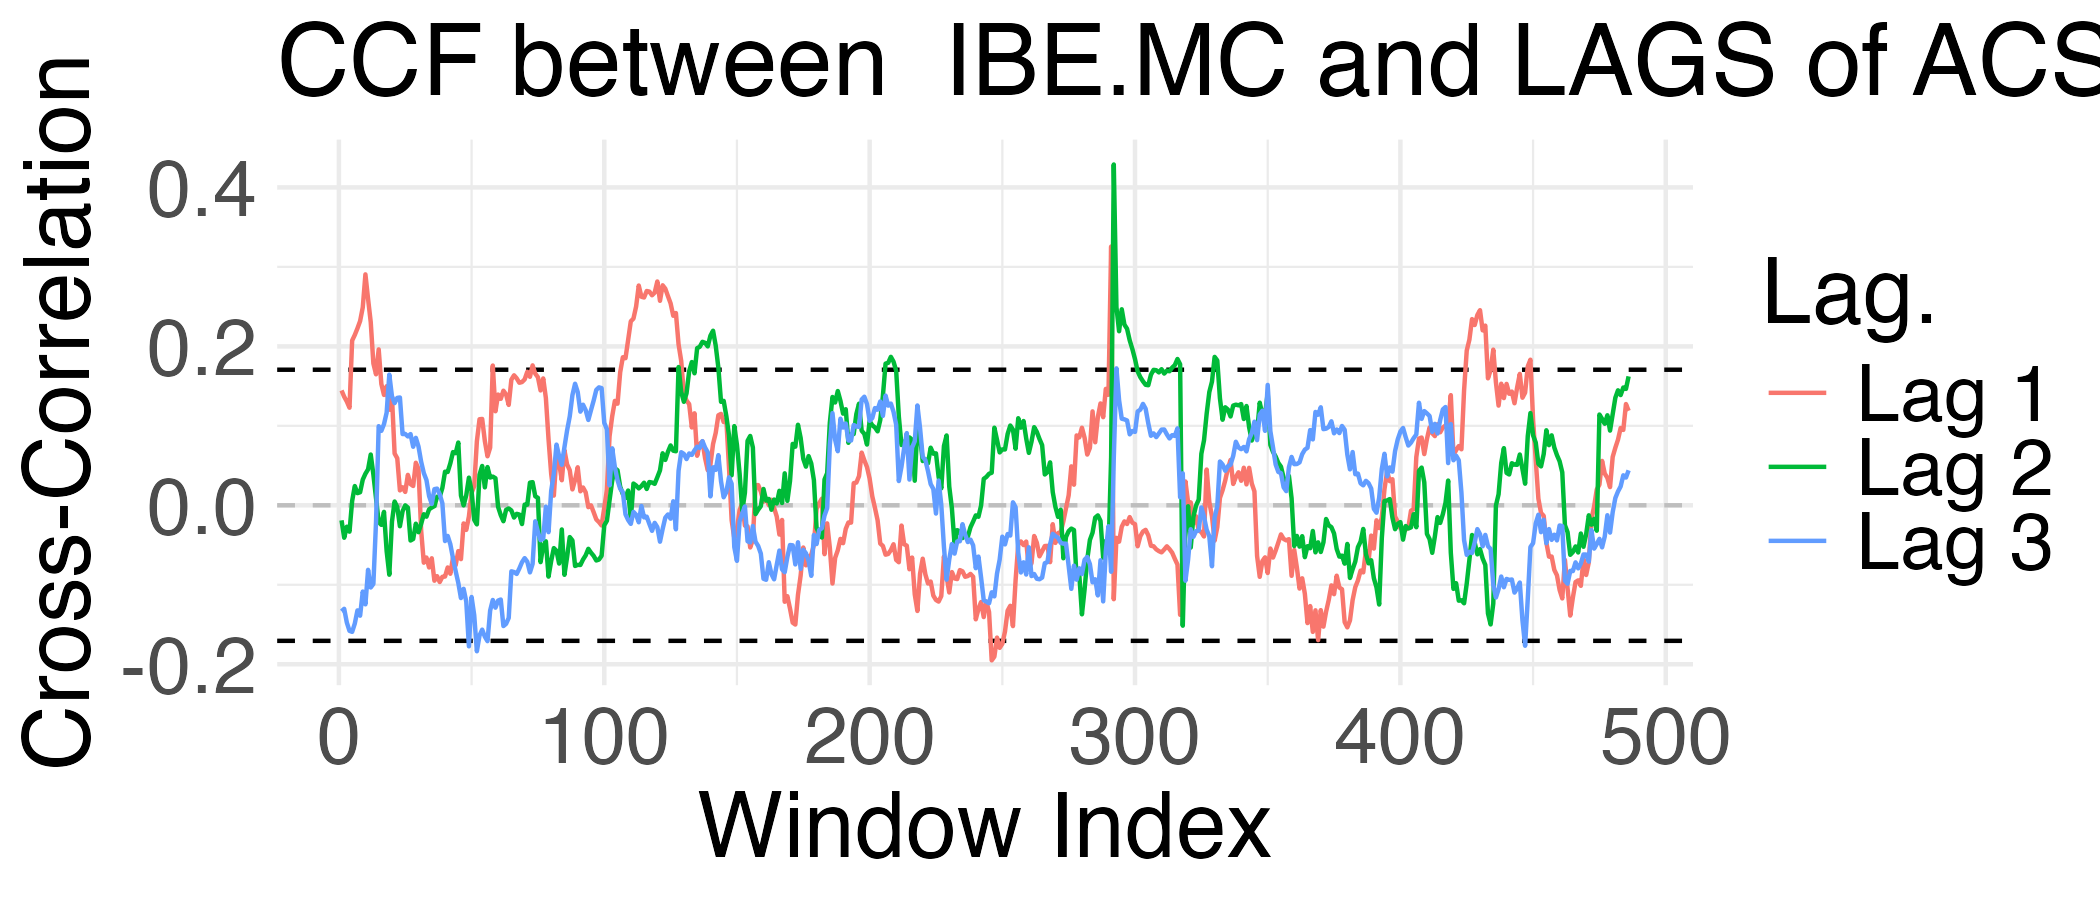 CCF between  IBE.MC and LAGS of ACS
Cross-Correlation
0.4
0.2
0.0
-0.2
0 100 200 300 400 500
Window Index
Lag.
Lag 1
Lag 2
Lag 3